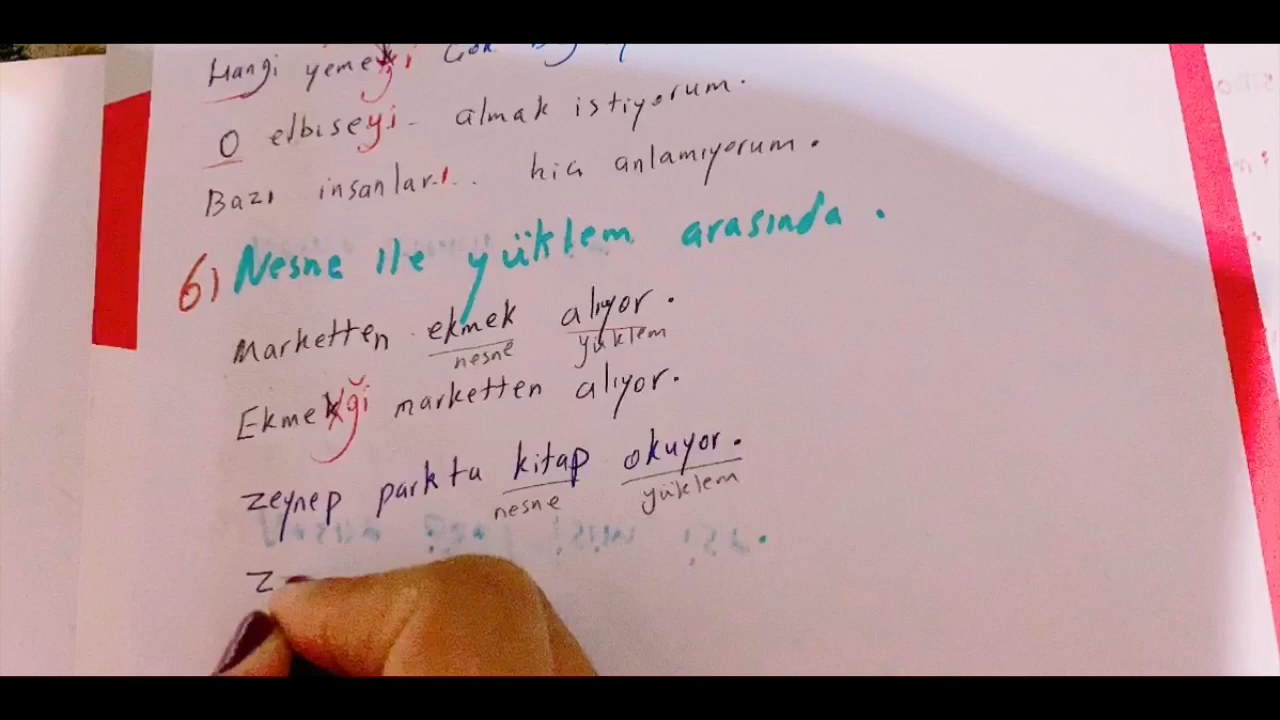 Hangi yemeği çok
O elbiseyi almak istiyorum.
Bazı insanları... hiç anlamıyorum.
6) Nesne ile yüklem arasında.
Marketten ekmek alıyor.
nesne yüklem
Ekmeği marketten alıyor.
Zeynep parkta kitap okuyor.
nesne yüklem
Z